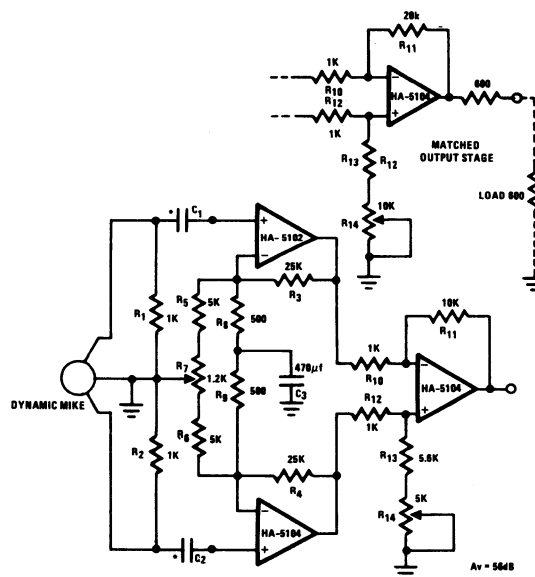 20k
R11
1K
R10
R12
1K
HA-5104
−
+
600
MATCHED
OUTPUT STAGE
R13
R12
10K
R14
LOAD 600
C1
+
−
HA-5102
25K
R3
R1
1K
R5
5K
R8
500
R7
1.2K
470μf
C3
R9
500
DYNAMIC MIKE
R2
1K
R6
5K
25K
R4
−
+
HA-5104
C2
10K
R11
1K
R10
R12
1K
−
+
HA-5104
R13
5.6K
5K
R14
Av = 56dB